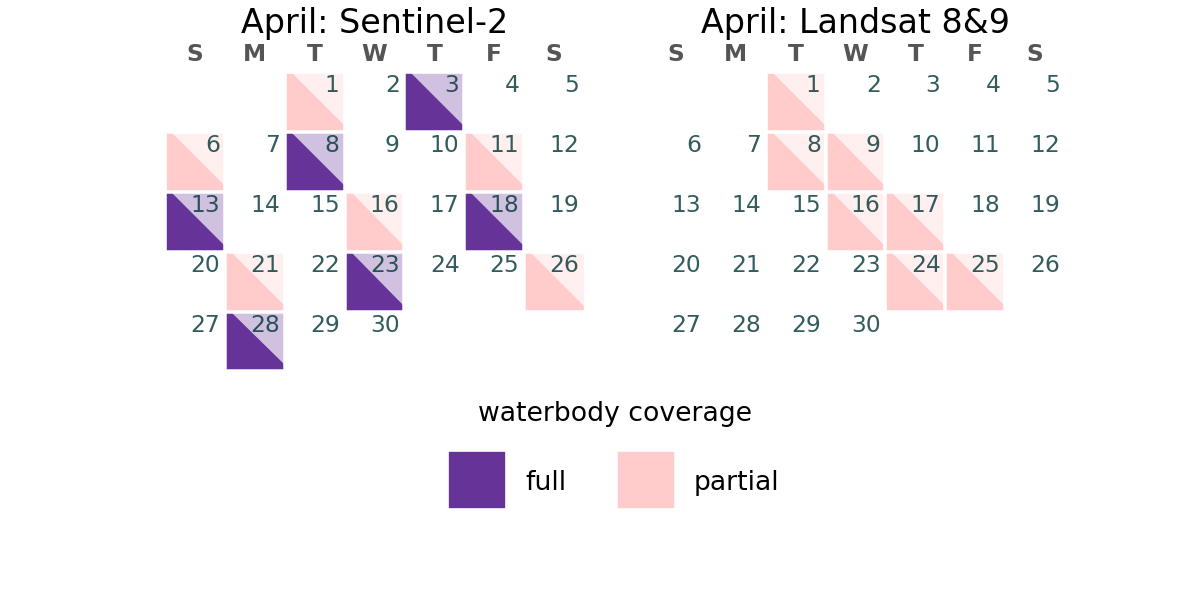 April: Sentinel-2
S M T W T F S
1 2 3 4 5
6 7 8 9 10 11 12
13 14 15 16 17 18 19
20 21 22 23 24 25 26
27 28 29 30
April: Landsat 8&9
S M T W T F S
1 2 3 4 5
6 7 8 9 10 11 12
13 14 15 16 17 18 19
20 21 22 23 24 25 26
27 28 29 30
waterbody coverage
full
partial